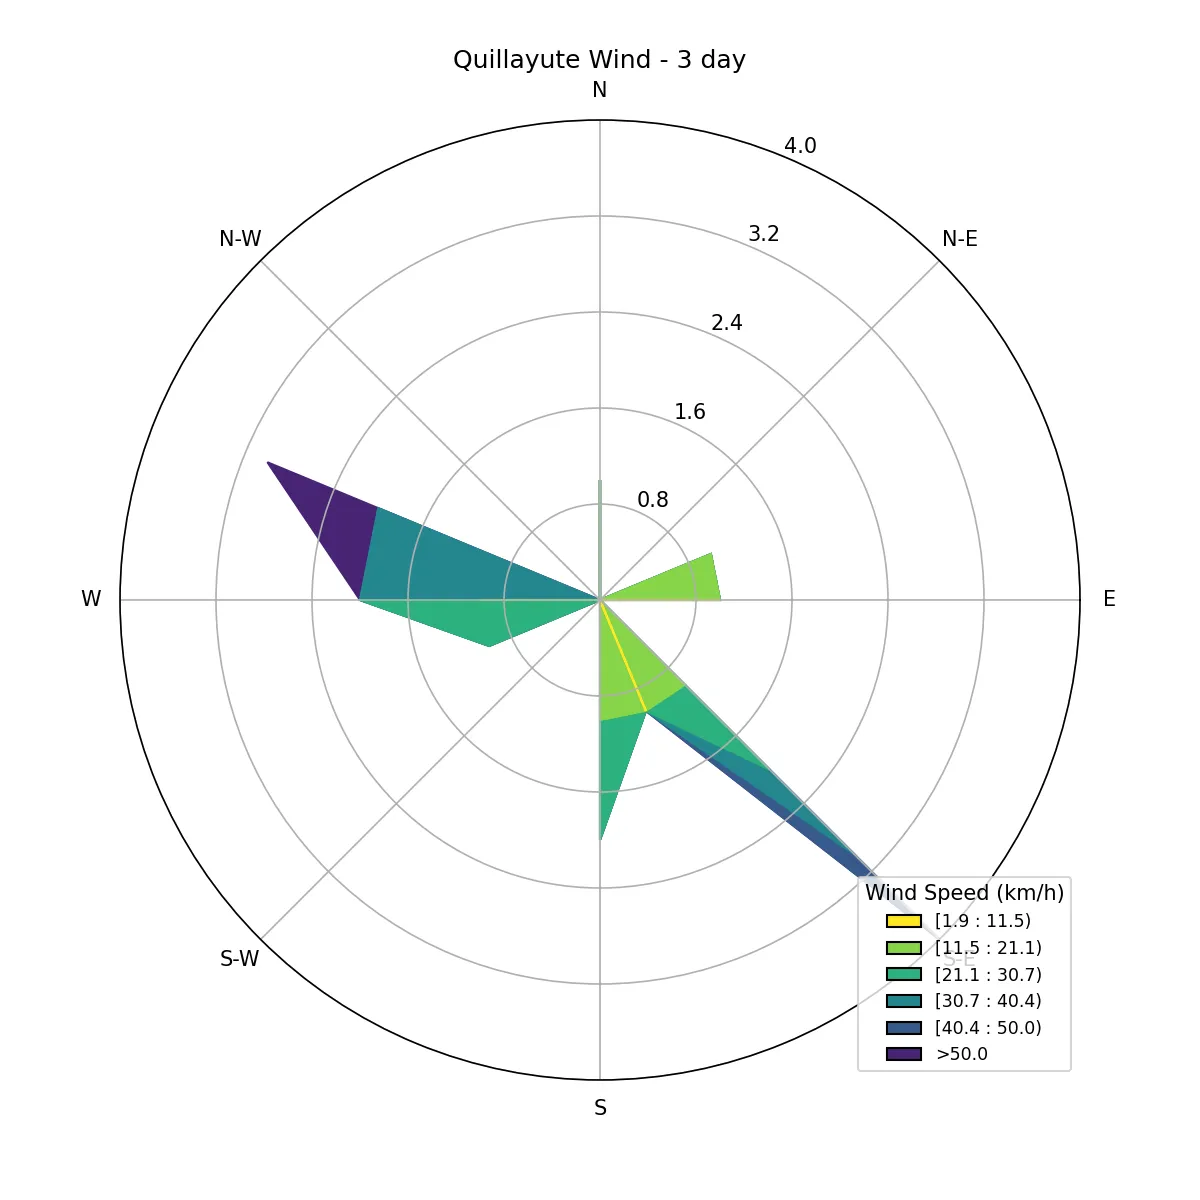 Quillayute Wind - 3 day
N
4.0
N-W
3.2
N-E
2.4
1.6
0.8
W
E
S-W
S-E
Wind Speed (km/h)
[1.9 : 11.5)
[11.5 : 21.1)
[21.1 : 30.7)
[30.7 : 40.4)
[40.4 : 50.0)
>50.0
S